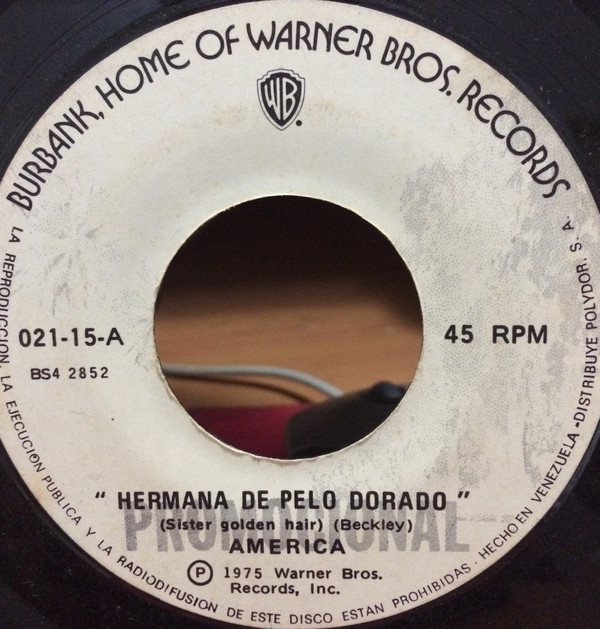 BURBANK, HOME OF WARNER BROS. RECORDS
WB
021-15-A
45 RPM
BS4 2852
" HERMANA DE PELO DORADO "
PROMOTIONAL
(Sister golden hair) (Beckley)
AMERICA
Ⓟ 1975 Warner Bros.
Records, Inc.
LA REPRODUCCION, LA EJECUCION PUBLICA Y LA RADIODIFUSION DE ESTE DISCO ESTAN PROHIBIDAS. HECHO EN VENEZUELA - DISTRIBUYE POLYDOR, S. A.